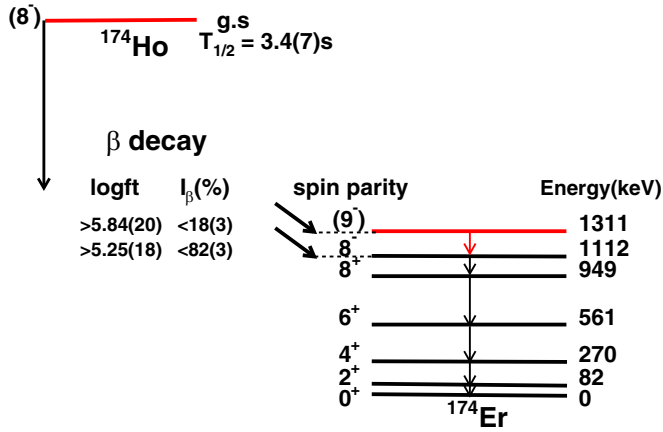 (8⁻)
¹⁷⁴Ho
g.s
T₁/₂ = 3.4(7)s
β decay
logft I_β(%) spin parity Energy(keV)
>5.84(20) <18(3) (9⁻) 1311
>5.25(18) <82(3) 8⁻ 1112
8⁺ 949
6⁺ 561
4⁺ 270
2⁺ 82
0⁺ 0
¹⁷⁴Er